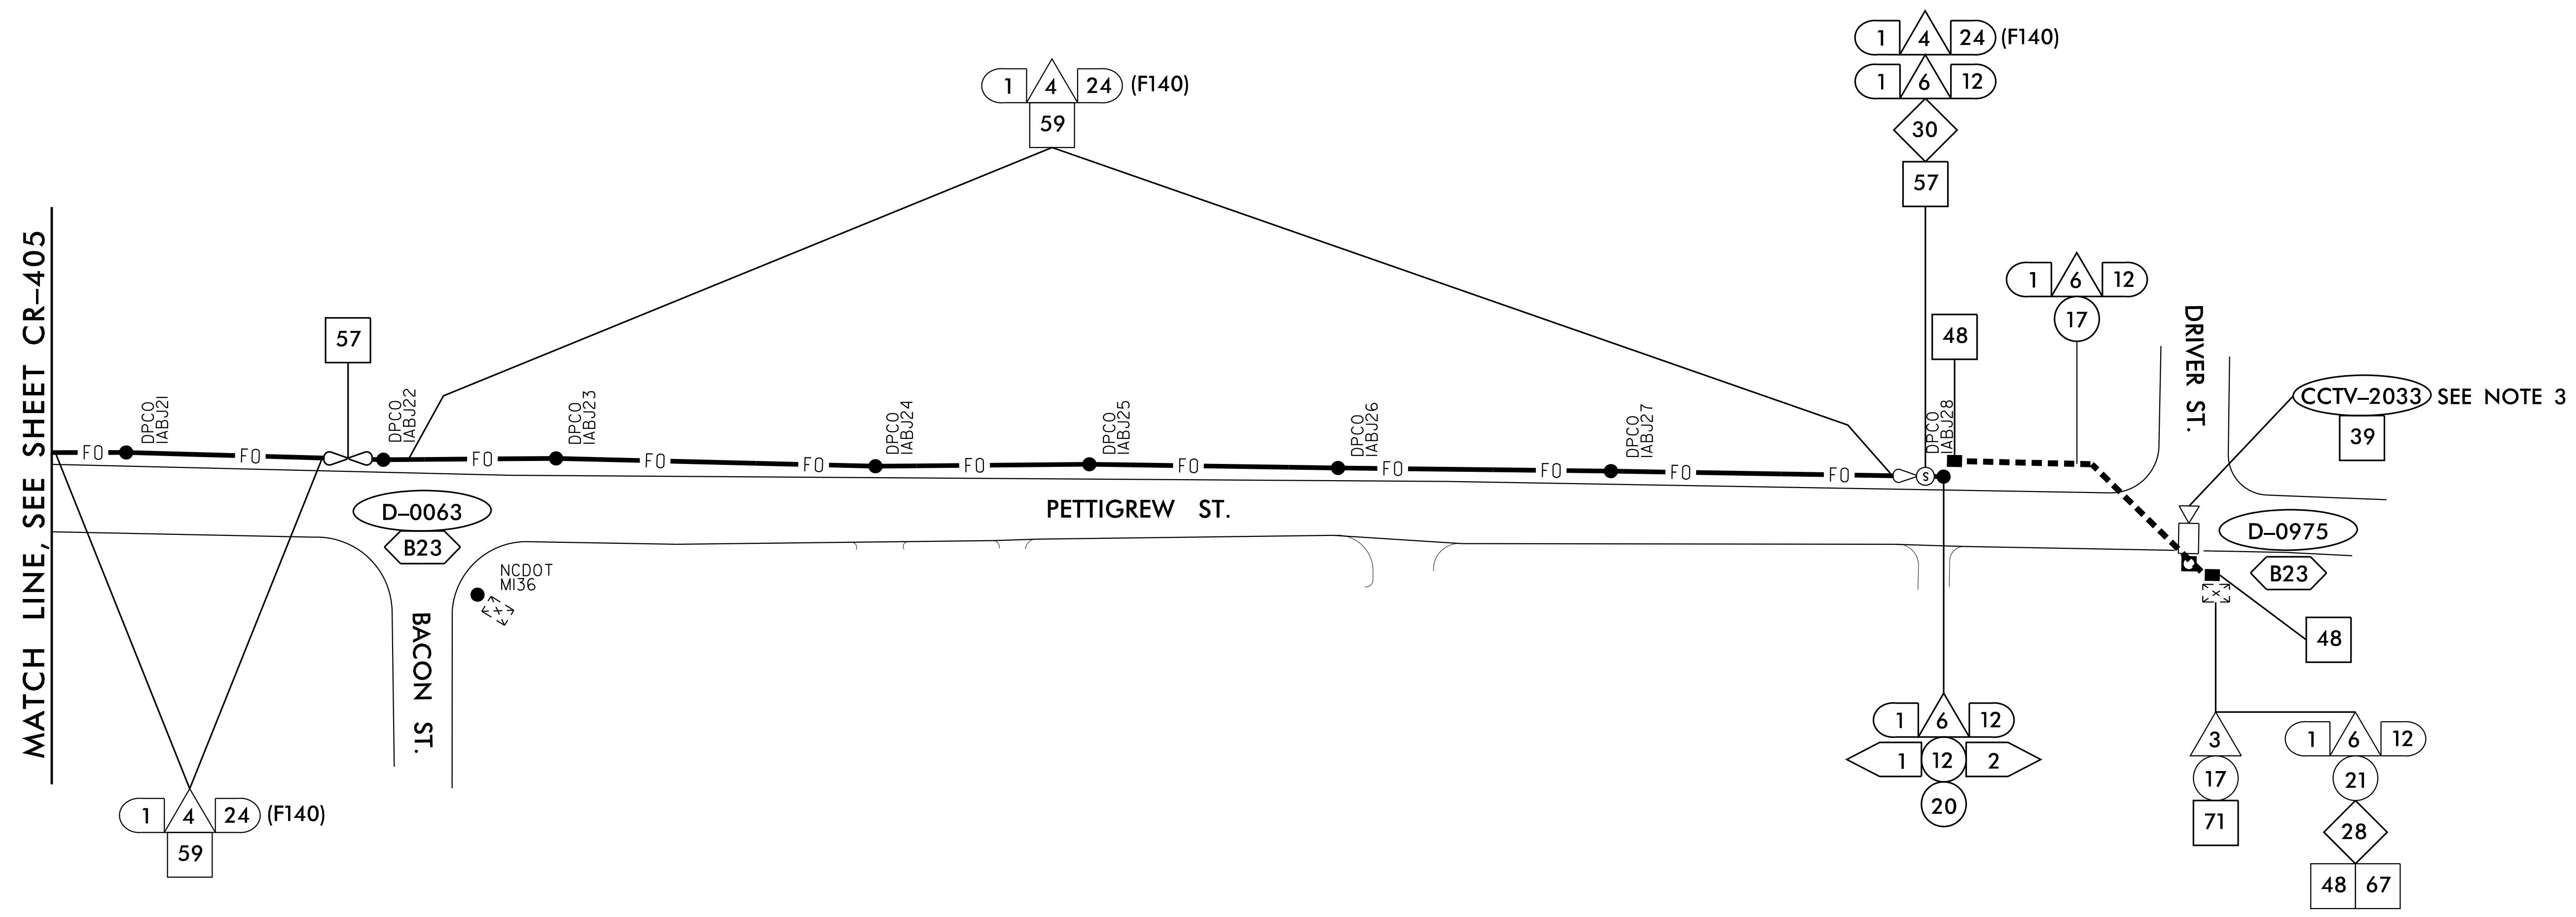 1 4 24 (F140)
1 6 12
30
57
1 4 24 (F140)
59
1 6 12
17
48
57
DRIVER ST.
CCTV–2033 SEE NOTE 3
39
MATCH LINE, SEE SHEET CR–405
DPCO
IABJ21
DPCO
IABJ22
DPCO
IABJ23
DPCO
IABJ24
DPCO
IABJ25
DPCO
IABJ26
DPCO
IABJ27
DPCO
IABJ28
FO FO FO FO FO FO FO FO FO FO FO
S
D–0063
B23
PETTIGREW ST.
D–0975
B23
NCDOT
MI36
X
X
BACON ST.
48
1 6 12
1 12 2
20
3
17
71
1 6 12
21
28
48 67
1 4 24 (F140)
59